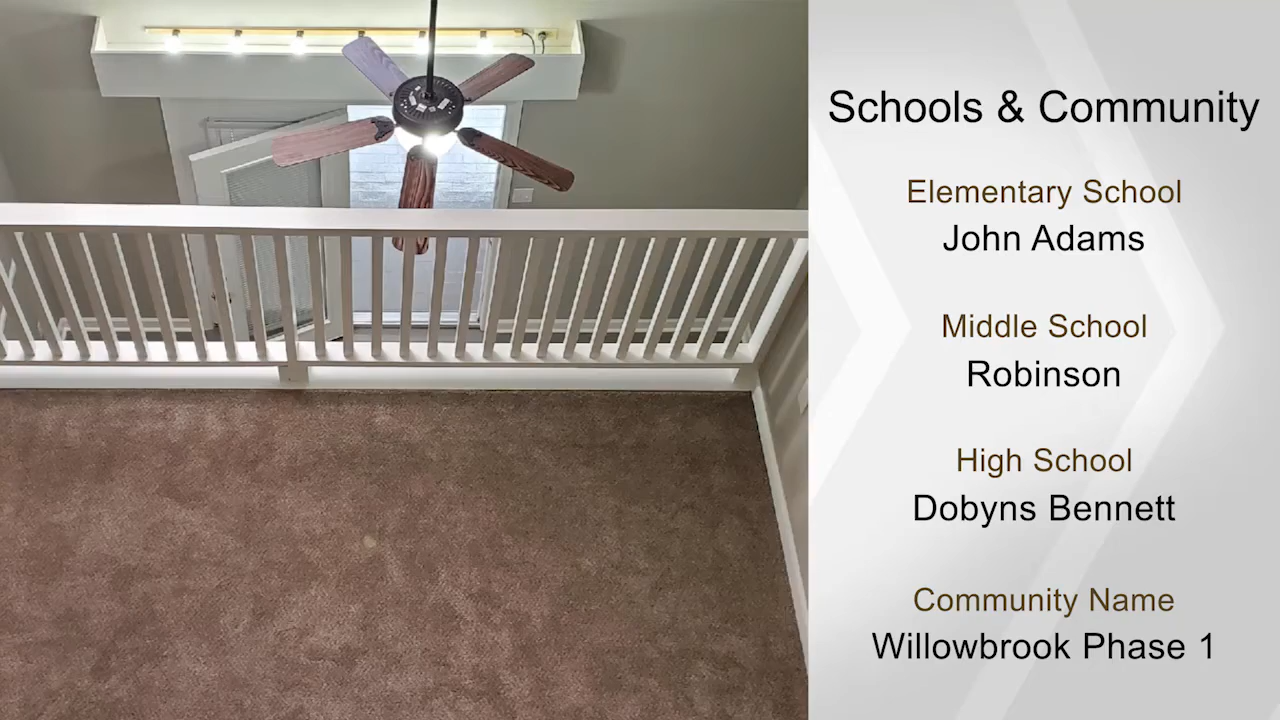 Schools & Community
Elementary School
John Adams
Middle School
Robinson
High School
Dobyns Bennett
Community Name
Willowbrook Phase 1